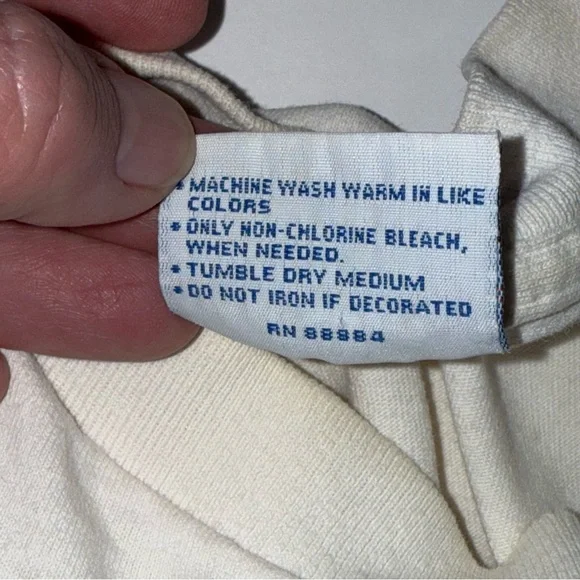 • MACHINE WASH WARM IN LIKE
COLORS
• ONLY NON-CHLORINE BLEACH,
WHEN NEEDED.
• TUMBLE DRY MEDIUM
• DO NOT IRON IF DECORATED
RN 88884